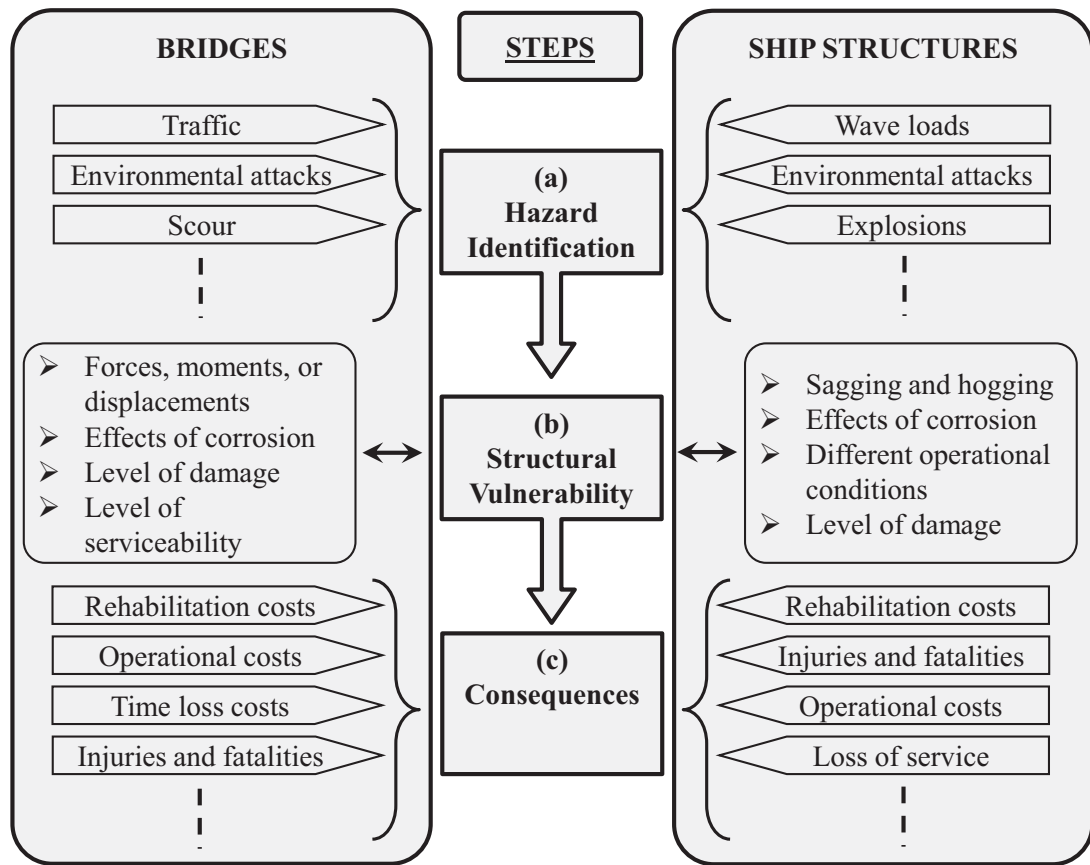 BRIDGES
Traffic
Environmental attacks
Scour
➢ Forces, moments, or
displacements
➢ Effects of corrosion
➢ Level of damage
➢ Level of
serviceability
Rehabilitation costs
Operational costs
Time loss costs
Injuries and fatalities
STEPS
(a)
Hazard
Identification
(b)
Structural
Vulnerability
(c)
Consequences
SHIP STRUCTURES
Wave loads
Environmental attacks
Explosions
➢ Sagging and hogging
➢ Effects of corrosion
➢ Different operational
conditions
➢ Level of damage
Rehabilitation costs
Injuries and fatalities
Operational costs
Loss of service